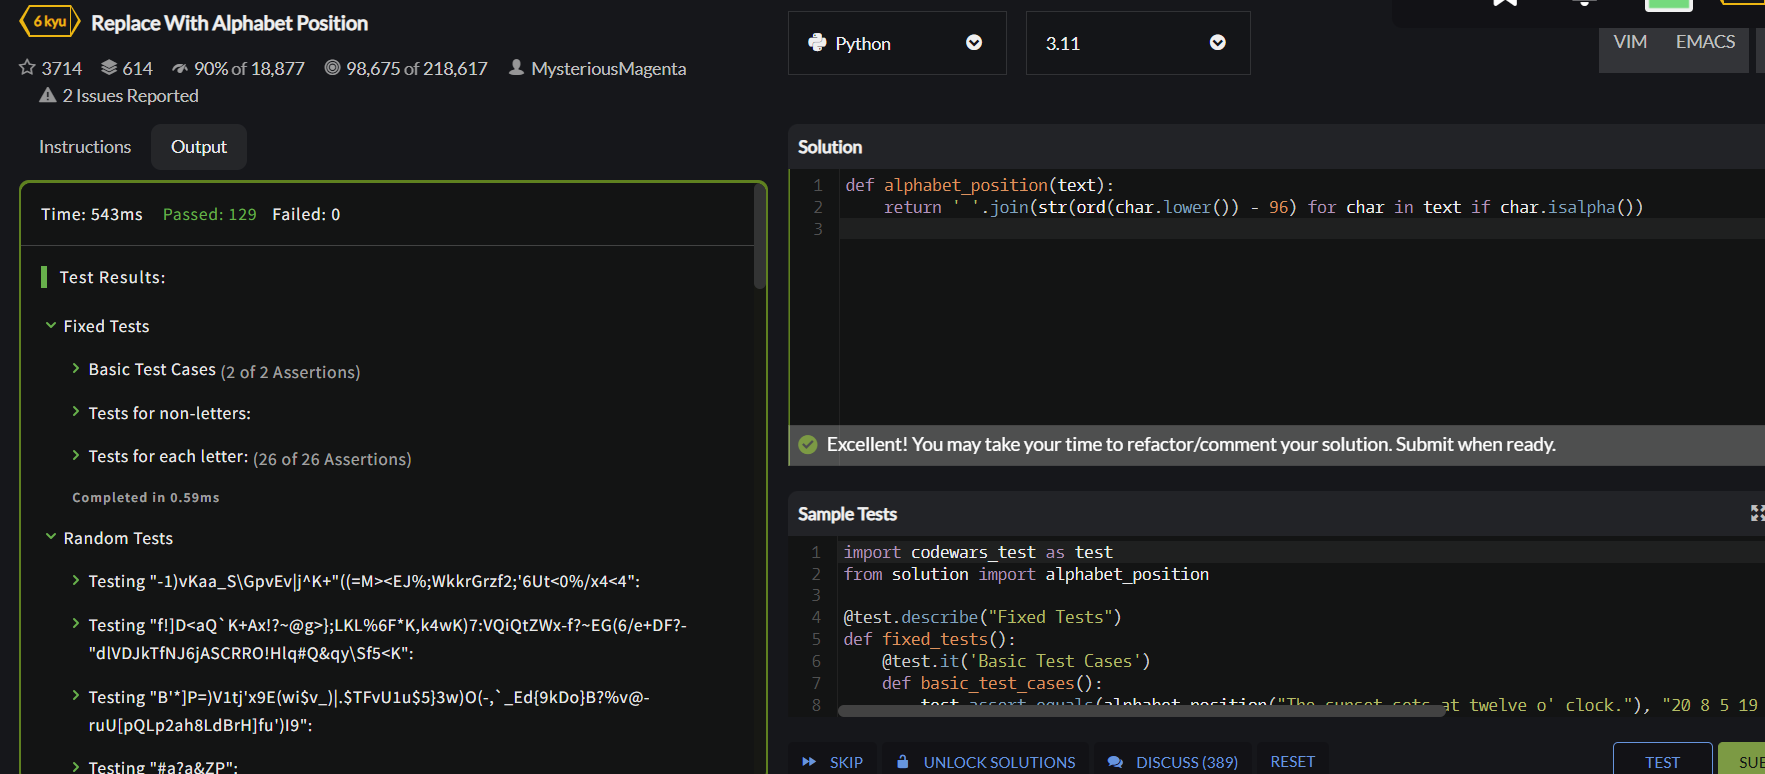 6 kyu Replace With Alphabet Position
3714 614 90% of 18,877 98,675 of 218,617 MysteriousMagenta
2 Issues Reported
Instructions Output
Time: 543ms Passed: 129 Failed: 0
Test Results:
Fixed Tests
Basic Test Cases (2 of 2 Assertions)
Tests for non-letters:
Tests for each letter: (26 of 26 Assertions)
Completed in 0.59ms
Random Tests
Testing "-1)vKaa_S\GpvEv|j^K+"((=M><EJ%;WkkrGrzf2;'6Ut<0%/x4<4":
Testing "f!]D<aQ`K+Ax!?~@g>};LKL%6F*K,k4wK)7:VQiQtZWx-f?~EG(6/e+DF?-
"dlVDJkTfNJ6jASCRRO!Hlq#Q&qy\Sf5<K":
Testing "B'*]P=)V1tj'x9E(wi$v_)|.$TFvU1u$5}3w)O(-,`_Ed{9kDo}B?%v@-
ruU[pQLp2ah8LdBrH]fu')I9":
Testing "#a?a&ZP":
Python 3.11
VIM EMACS
Solution
1 def alphabet_position(text):
2 return ' '.join(str(ord(char.lower()) - 96) for char in text if char.isalpha())
3
Excellent! You may take your time to refactor/comment your solution. Submit when ready.
Sample Tests
1 import codewars_test as test
2 from solution import alphabet_position
3
4 @test.describe("Fixed Tests")
5 def fixed_tests():
6 @test.it('Basic Test Cases')
7 def basic_test_cases():
8 test.assert_equals(alphabet_position("The sunset sets at twelve o' clock."), "20 8 5 19
SKIP UNLOCK SOLUTIONS DISCUSS (389) RESET TEST SUB